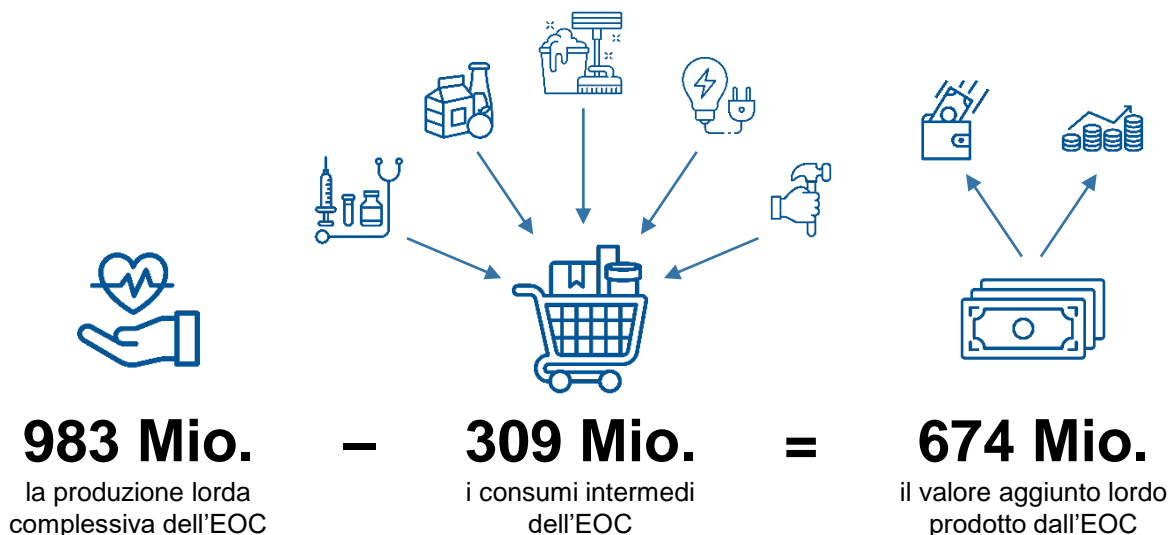 983 Mio.
–
309 Mio.
=
674 Mio.
la produzione lorda
complessiva dell’EOC
i consumi intermedi
dell’EOC
il valore aggiunto lordo
prodotto dall’EOC